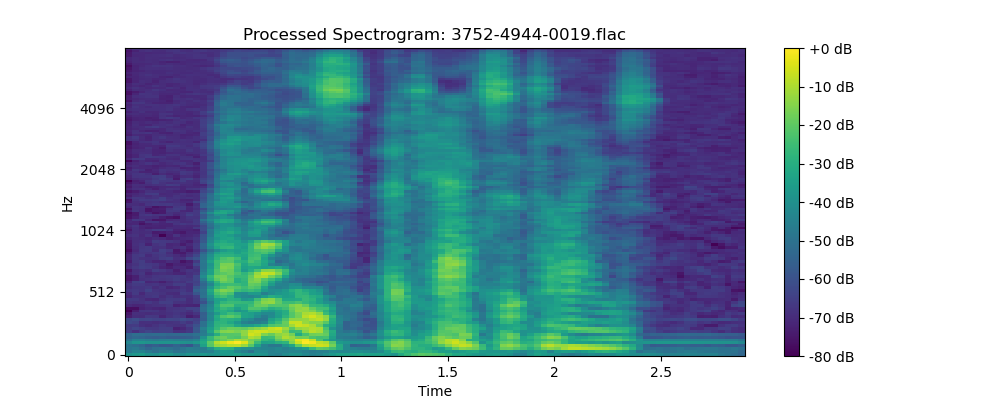 Processed Spectrogram: 3752-4944-0019.flac
+0 dB
4096
-10 dB
-20 dB
2048
-30 dB
Hz
-40 dB
1024
-50 dB
512
-60 dB
-70 dB
0
-80 dB
0 0.5 1 1.5 2 2.5
Time